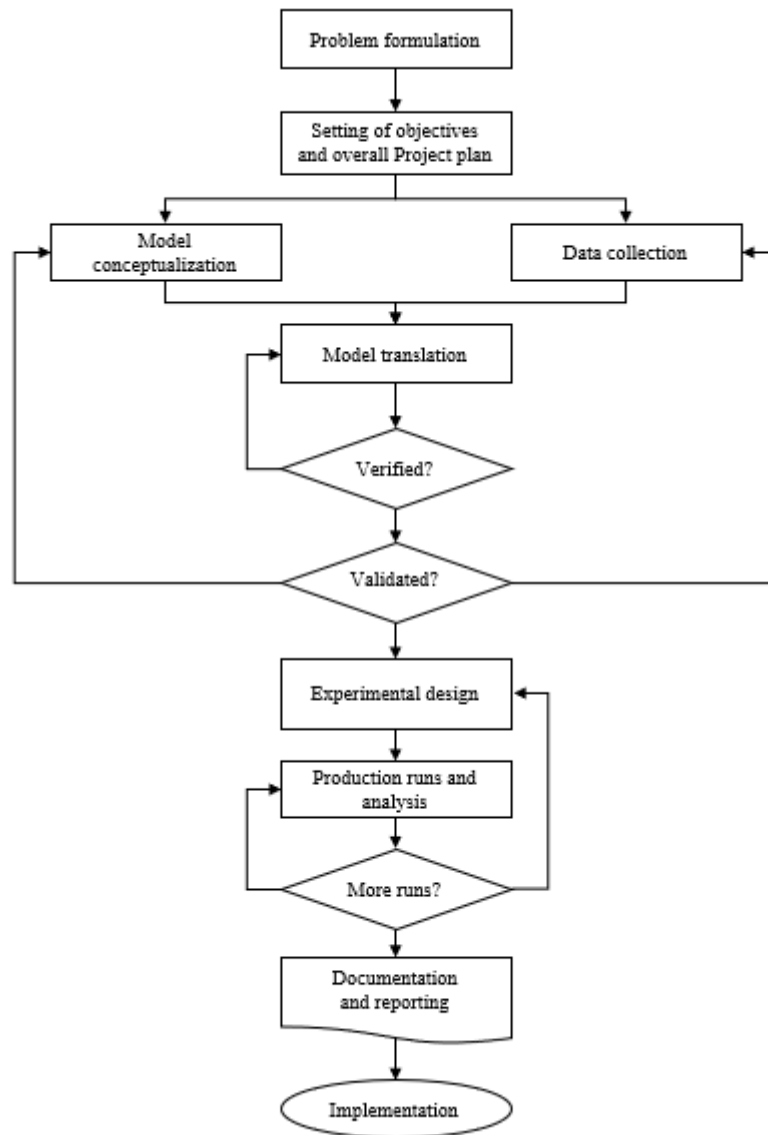 Problem formulation
Setting of objectives
and overall Project plan
Model
conceptualization
Data collection
Model translation
Verified?
Validated?
Experimental design
Production runs and
analysis
More runs?
Documentation
and reporting
Implementation